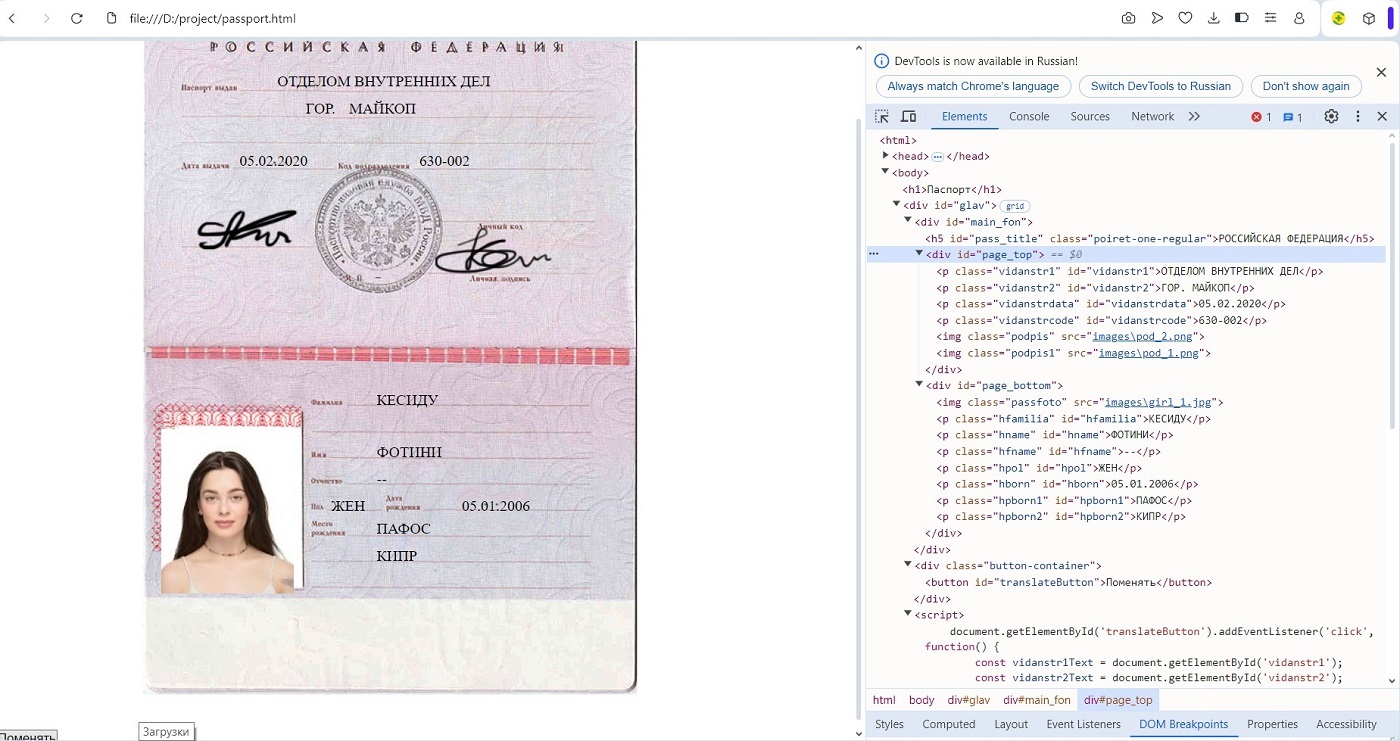 file:///D:/project/passport.html
РОССИЙСКАЯ ФЕДЕРАЦИЯ
Паспорт выдан ОТДЕЛОМ ВНУТРЕННИХ ДЕЛ
ГОР. МАЙКОП
Дата выдачи 05.02.2020 Код подразделения 630-002
Личный код
Личная подпись
Фамилия КЕСИДУ
Имя ФОТИНИ
Отчество --
Пол ЖЕН Дата рождения 05.01.2006
Место рождения ПАФОС
КИПР
Поменять
Загрузки
DevTools is now available in Russian!
Always match Chrome's language Switch DevTools to Russian Don't show again
Elements Console Sources Network 1 1
<html>
<head> ··· </head>
<body>
<h1>Паспорт</h1>
<div id="glav"> grid
<div id="main_fon">
<h5 id="pass_title" class="poiret-one-regular">РОССИЙСКАЯ ФЕДЕРАЦИЯ</h5>
<div id="page_top"> == $0
<p class="vidanstr1" id="vidanstr1">ОТДЕЛОМ ВНУТРЕННИХ ДЕЛ</p>
<p class="vidanstr2" id="vidanstr2">ГОР. МАЙКОП</p>
<p class="vidanstrdata" id="vidanstrdata">05.02.2020</p>
<p class="vidanstrcode" id="vidanstrcode">630-002</p>
<img class="podpis" src="images\pod_2.png">
<img class="podpis1" src="images\pod_1.png">
</div>
<div id="page_bottom">
<img class="passfoto" src="images\girl_1.jpg">
<p class="hfamilia" id="hfamilia">КЕСИДУ</p>
<p class="hname" id="hname">ФОТИНИ</p>
<p class="hfname" id="hfname">--</p>
<p class="hpol" id="hpol">ЖЕН</p>
<p class="hborn" id="hborn">05.01.2006</p>
<p class="hpborn1" id="hpborn1">ПАФОС</p>
<p class="hpborn2" id="hpborn2">КИПР</p>
</div>
</div>
<div class="button-container">
<button id="translateButton">Поменять</button>
</div>
<script>
document.getElementById('translateButton').addEventListener('click',
function() {
const vidanstr1Text = document.getElementById('vidanstr1');
const vidanstr2Text = document.getElementById('vidanstr2');
html body div#glav div#main_fon div#page_top
Styles Computed Layout Event Listeners DOM Breakpoints Properties Accessibility